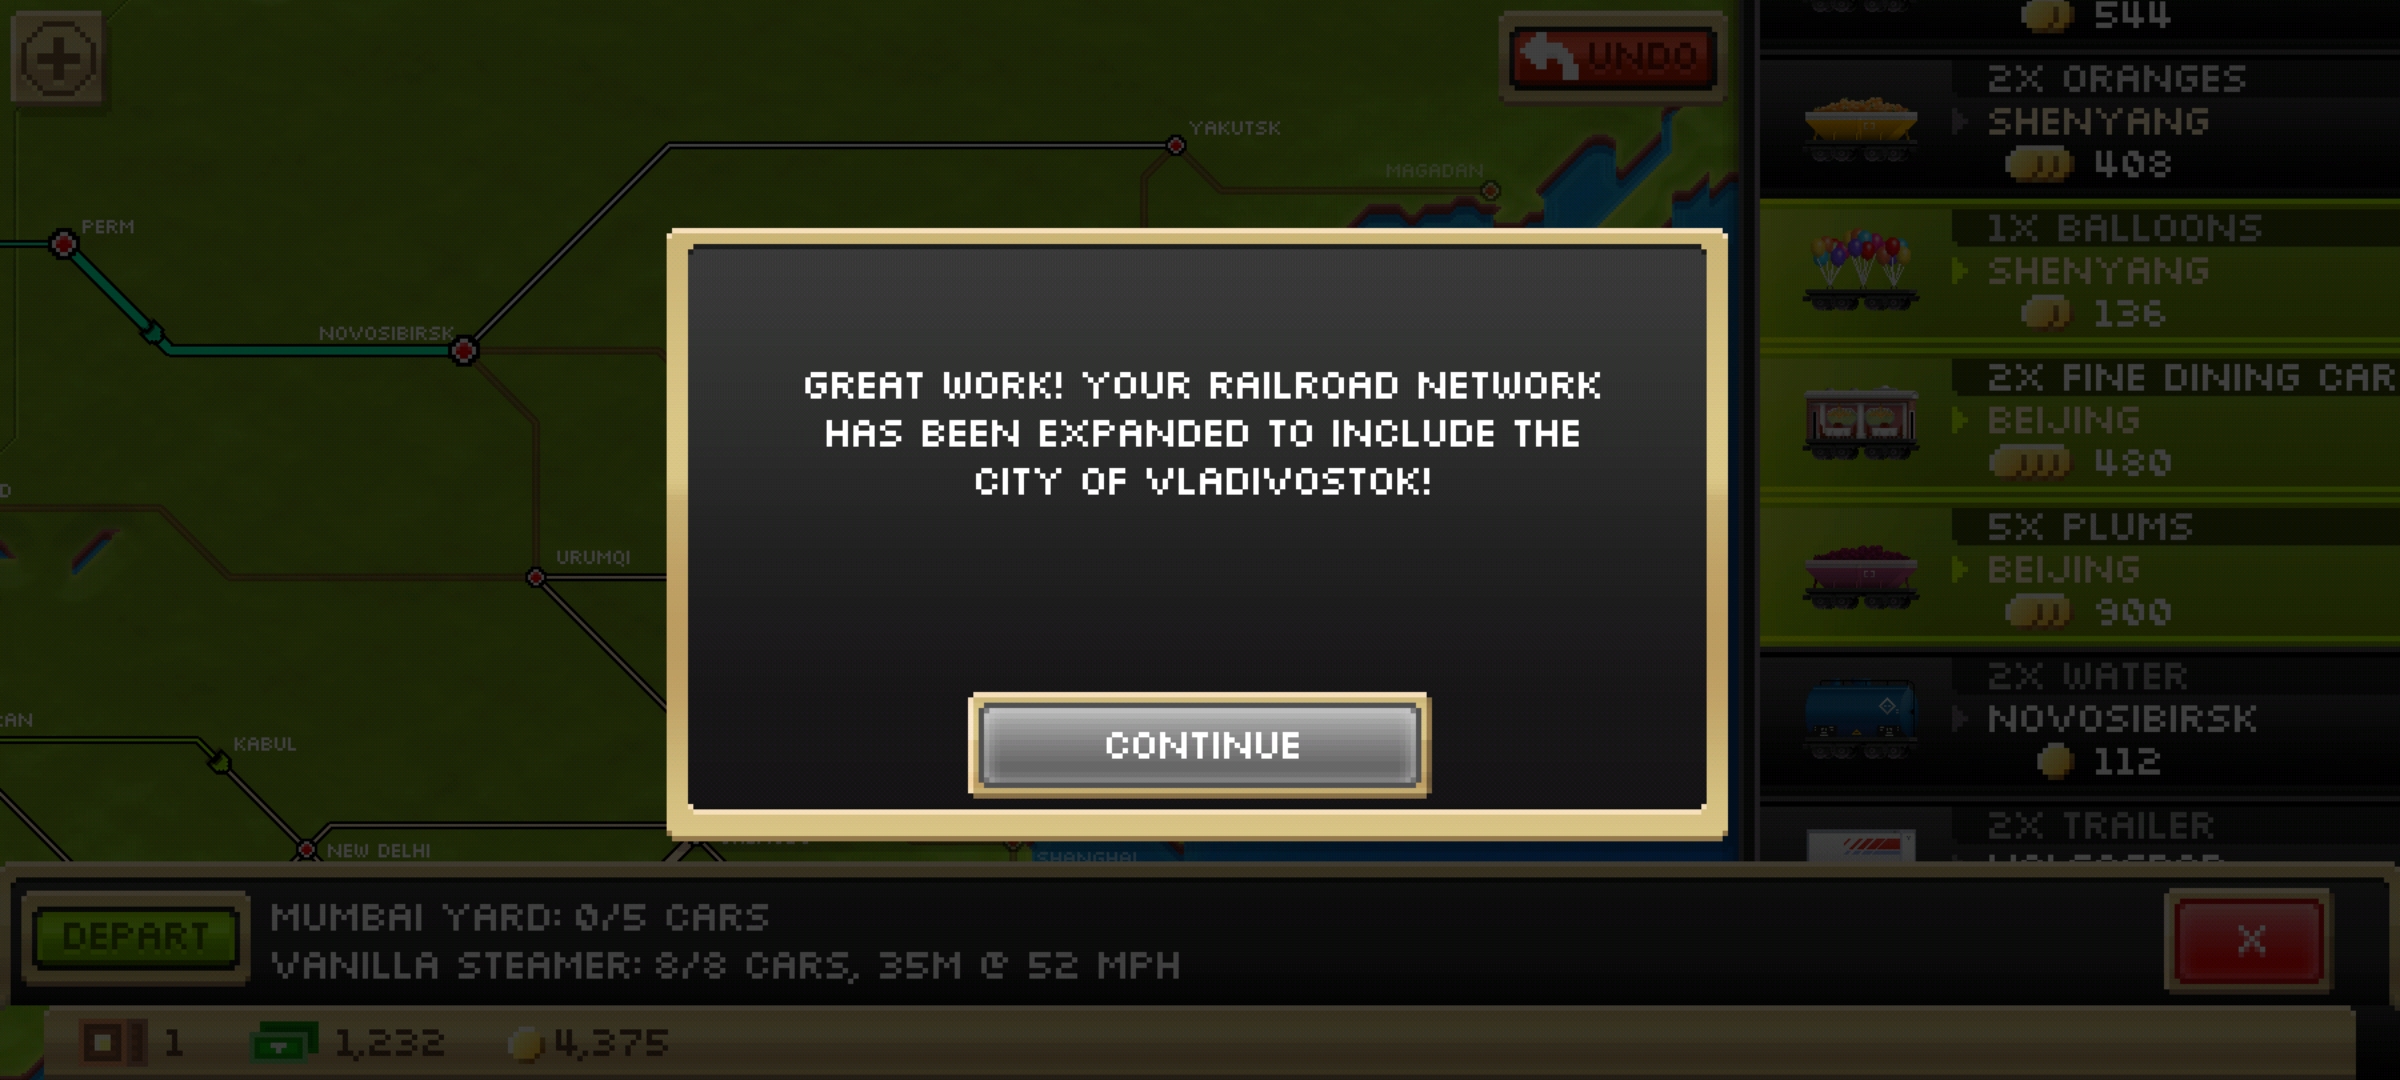 544
UNDO
2X ORANGES
SHENYANG
408
YAKUTSK
MAGADAN
PERM
1X BALLOONS
SHENYANG
136
NOVOSIBIRSK
2X FINE DINING CAR
BEIJING
480
GREAT WORK! YOUR RAILROAD NETWORK
HAS BEEN EXPANDED TO INCLUDE THE
CITY OF VLADIVOSTOK!
5X PLUMS
BEIJING
900
URUMQI
2X WATER
NOVOSIBIRSK
112
KABUL
CONTINUE
2X TRAILER
NEW DELHI
SHANGHAI
DEPART
MUMBAI YARD: 0/5 CARS
VANILLA STEAMER: 8/8 CARS, 35M @ 52 MPH
X
1
1,232
4,375